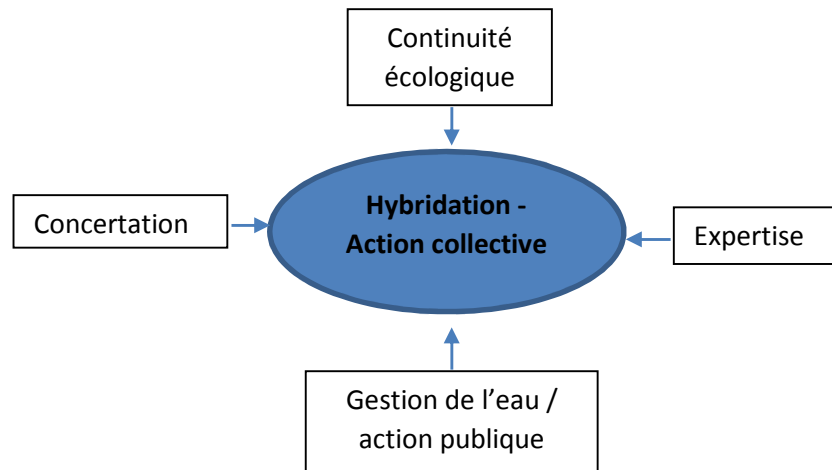 Continuité
écologique
Concertation
Hybridation -
Action collective
Expertise
Gestion de l’eau /
action publique